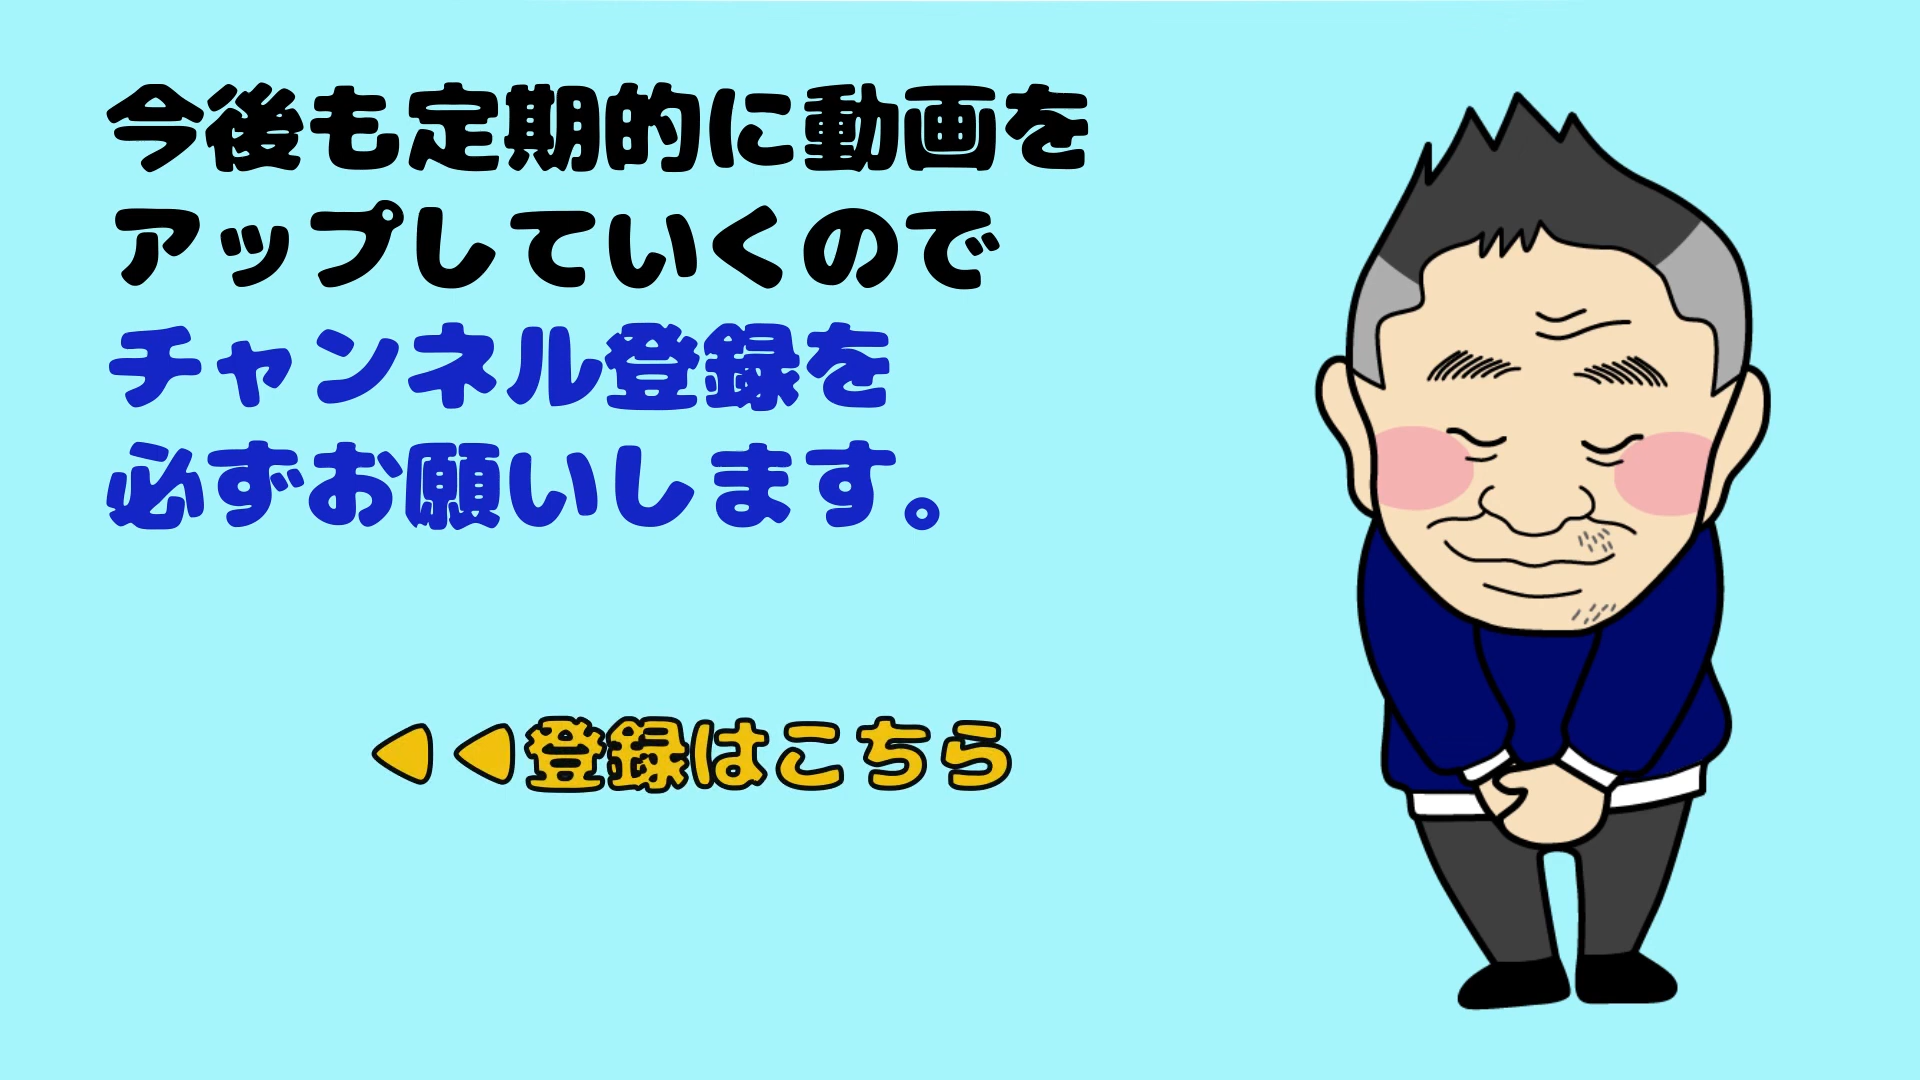 今後も定期的に動画を
アップしていくので
チャンネル登録を
必ずお願いします。
◀◀登録はこちら